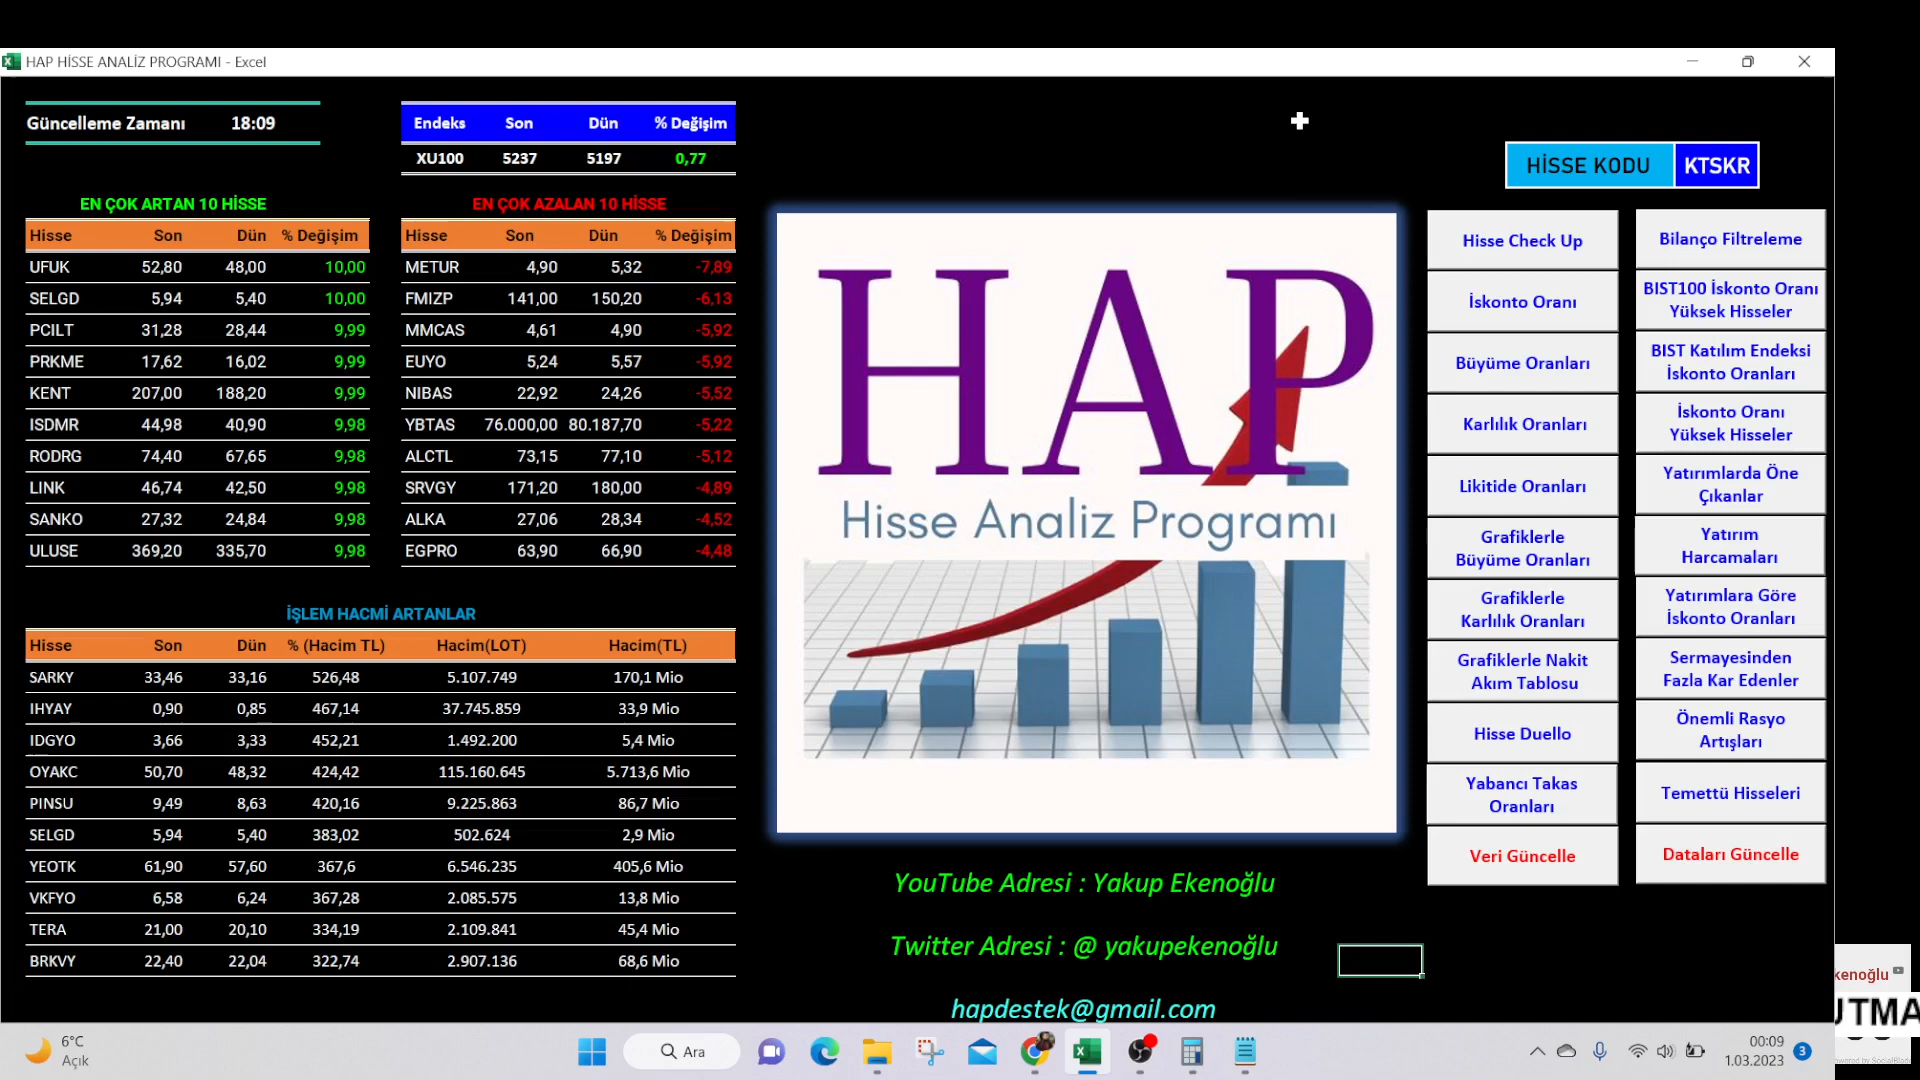 HAP HİSSE ANALİZ PROGRAMI - Excel
Güncelleme Zamanı 18:09
Endeks Son Dün % Değişim
XU100 5237 5197 0,77
HİSSE KODU KTSKR
EN ÇOK ARTAN 10 HİSSE
Hisse Son Dün % Değişim
UFUK 52,80 48,00 10,00
SELGD 5,94 5,40 10,00
PCILT 31,28 28,44 9,99
PRKME 17,62 16,02 9,99
KENT 207,00 188,20 9,99
ISDMR 44,98 40,90 9,98
RODRG 74,40 67,65 9,98
LINK 46,74 42,50 9,98
SANKO 27,32 24,84 9,98
ULUSE 369,20 335,70 9,98
EN ÇOK AZALAN 10 HİSSE
Hisse Son Dün % Değişim
METUR 4,90 5,32 -7,89
FMIZP 141,00 150,20 -6,13
MMCAS 4,61 4,90 -5,92
EUYO 5,24 5,57 -5,92
NIBAS 22,92 24,26 -5,52
YBTAS 76.000,00 80.187,70 -5,22
ALCTL 73,15 77,10 -5,12
SRVGY 171,20 180,00 -4,89
ALKA 27,06 28,34 -4,52
EGPRO 63,90 66,90 -4,48
İŞLEM HACMİ ARTANLAR
Hisse Son Dün % (Hacim TL) Hacim(LOT) Hacim(TL)
SARKY 33,46 33,16 526,48 5.107.749 170,1 Mio
IHYAY 0,90 0,85 467,14 37.745.859 33,9 Mio
IDGYO 3,66 3,33 452,21 1.492.200 5,4 Mio
OYAKC 50,70 48,32 424,42 115.160.645 5.713,6 Mio
PINSU 9,49 8,63 420,16 9.225.863 86,7 Mio
SELGD 5,94 5,40 383,02 502.624 2,9 Mio
YEOTK 61,90 57,60 367,6 6.546.235 405,6 Mio
VKFYO 6,58 6,24 367,28 2.085.575 13,8 Mio
TERA 21,00 20,10 334,19 2.109.841 45,4 Mio
BRKVY 22,40 22,04 322,74 2.907.136 68,6 Mio
HAP
Hisse Analiz Programı
YouTube Adresi : Yakup Ekenoğlu
Twitter Adresi : @ yakupekenoğlu
hapdestek@gmail.com
Hisse Check Up
İskonto Oranı
Büyüme Oranları
Karlılık Oranları
Likitide Oranları
Grafiklerle
Büyüme Oranları
Grafiklerle
Karlılık Oranları
Grafiklerle Nakit
Akım Tablosu
Hisse Duello
Yabancı Takas
Oranları
Veri Güncelle
Bilanço Filtreleme
BIST100 İskonto Oranı
Yüksek Hisseler
BIST Katılım Endeksi
İskonto Oranları
İskonto Oranı
Yüksek Hisseler
Yatırımlarda Öne
Çıkanlar
Yatırım
Harcamaları
Yatırımlara Göre
İskonto Oranları
Sermayesinden
Fazla Kar Edenler
Önemli Rasyo
Artışları
Temettü Hisseleri
Dataları Güncelle
kenoğlu
UTMA
6°C
Açık
Ara
00:09
1.03.2023
3